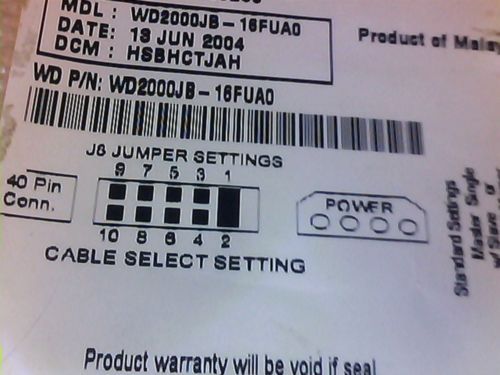 MDL : WD2000JB - 16FUA0
DATE: 13 JUN 2004
DCM : HSBHCTJAH
Product of
WD P/N: WD2000JB - 16FUA0
J8 JUMPER SETTINGS
9 7 5 3 1
40 Pin
Conn.
POWER
10 8 6 4 2
CABLE SELECT SETTING
Standard Settings
Master Single
Product warranty will be void if seal